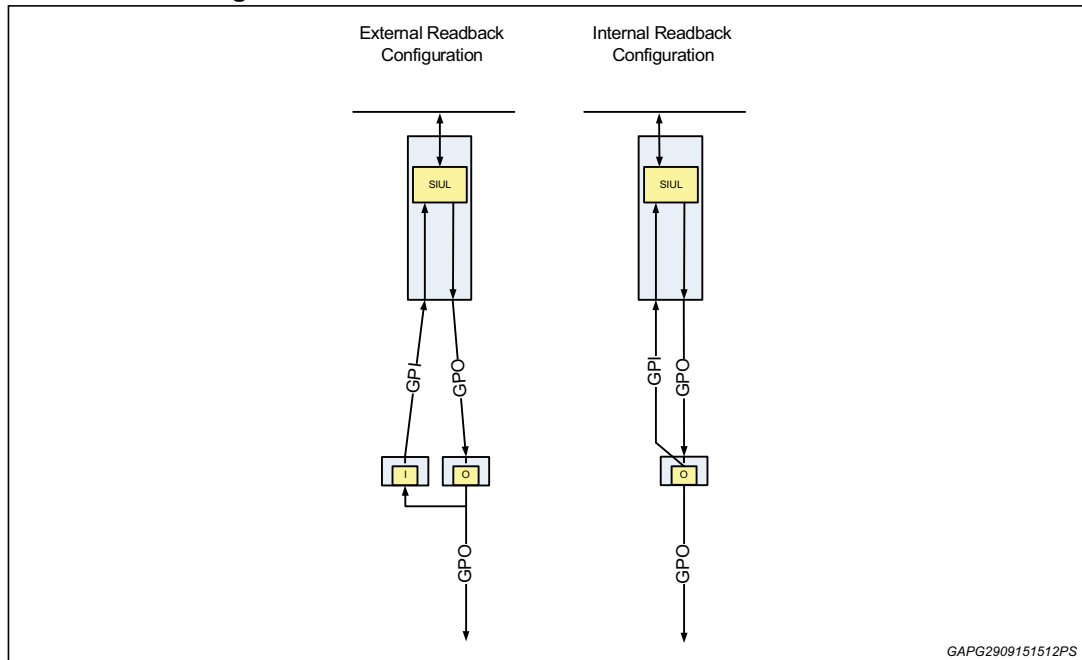 External Readback
Configuration
Internal Readback
Configuration
SIUL
SIUL
GPI
GPO
GPI
GPO
I
O
O
GPO
GPO
GAPG2909151512PS